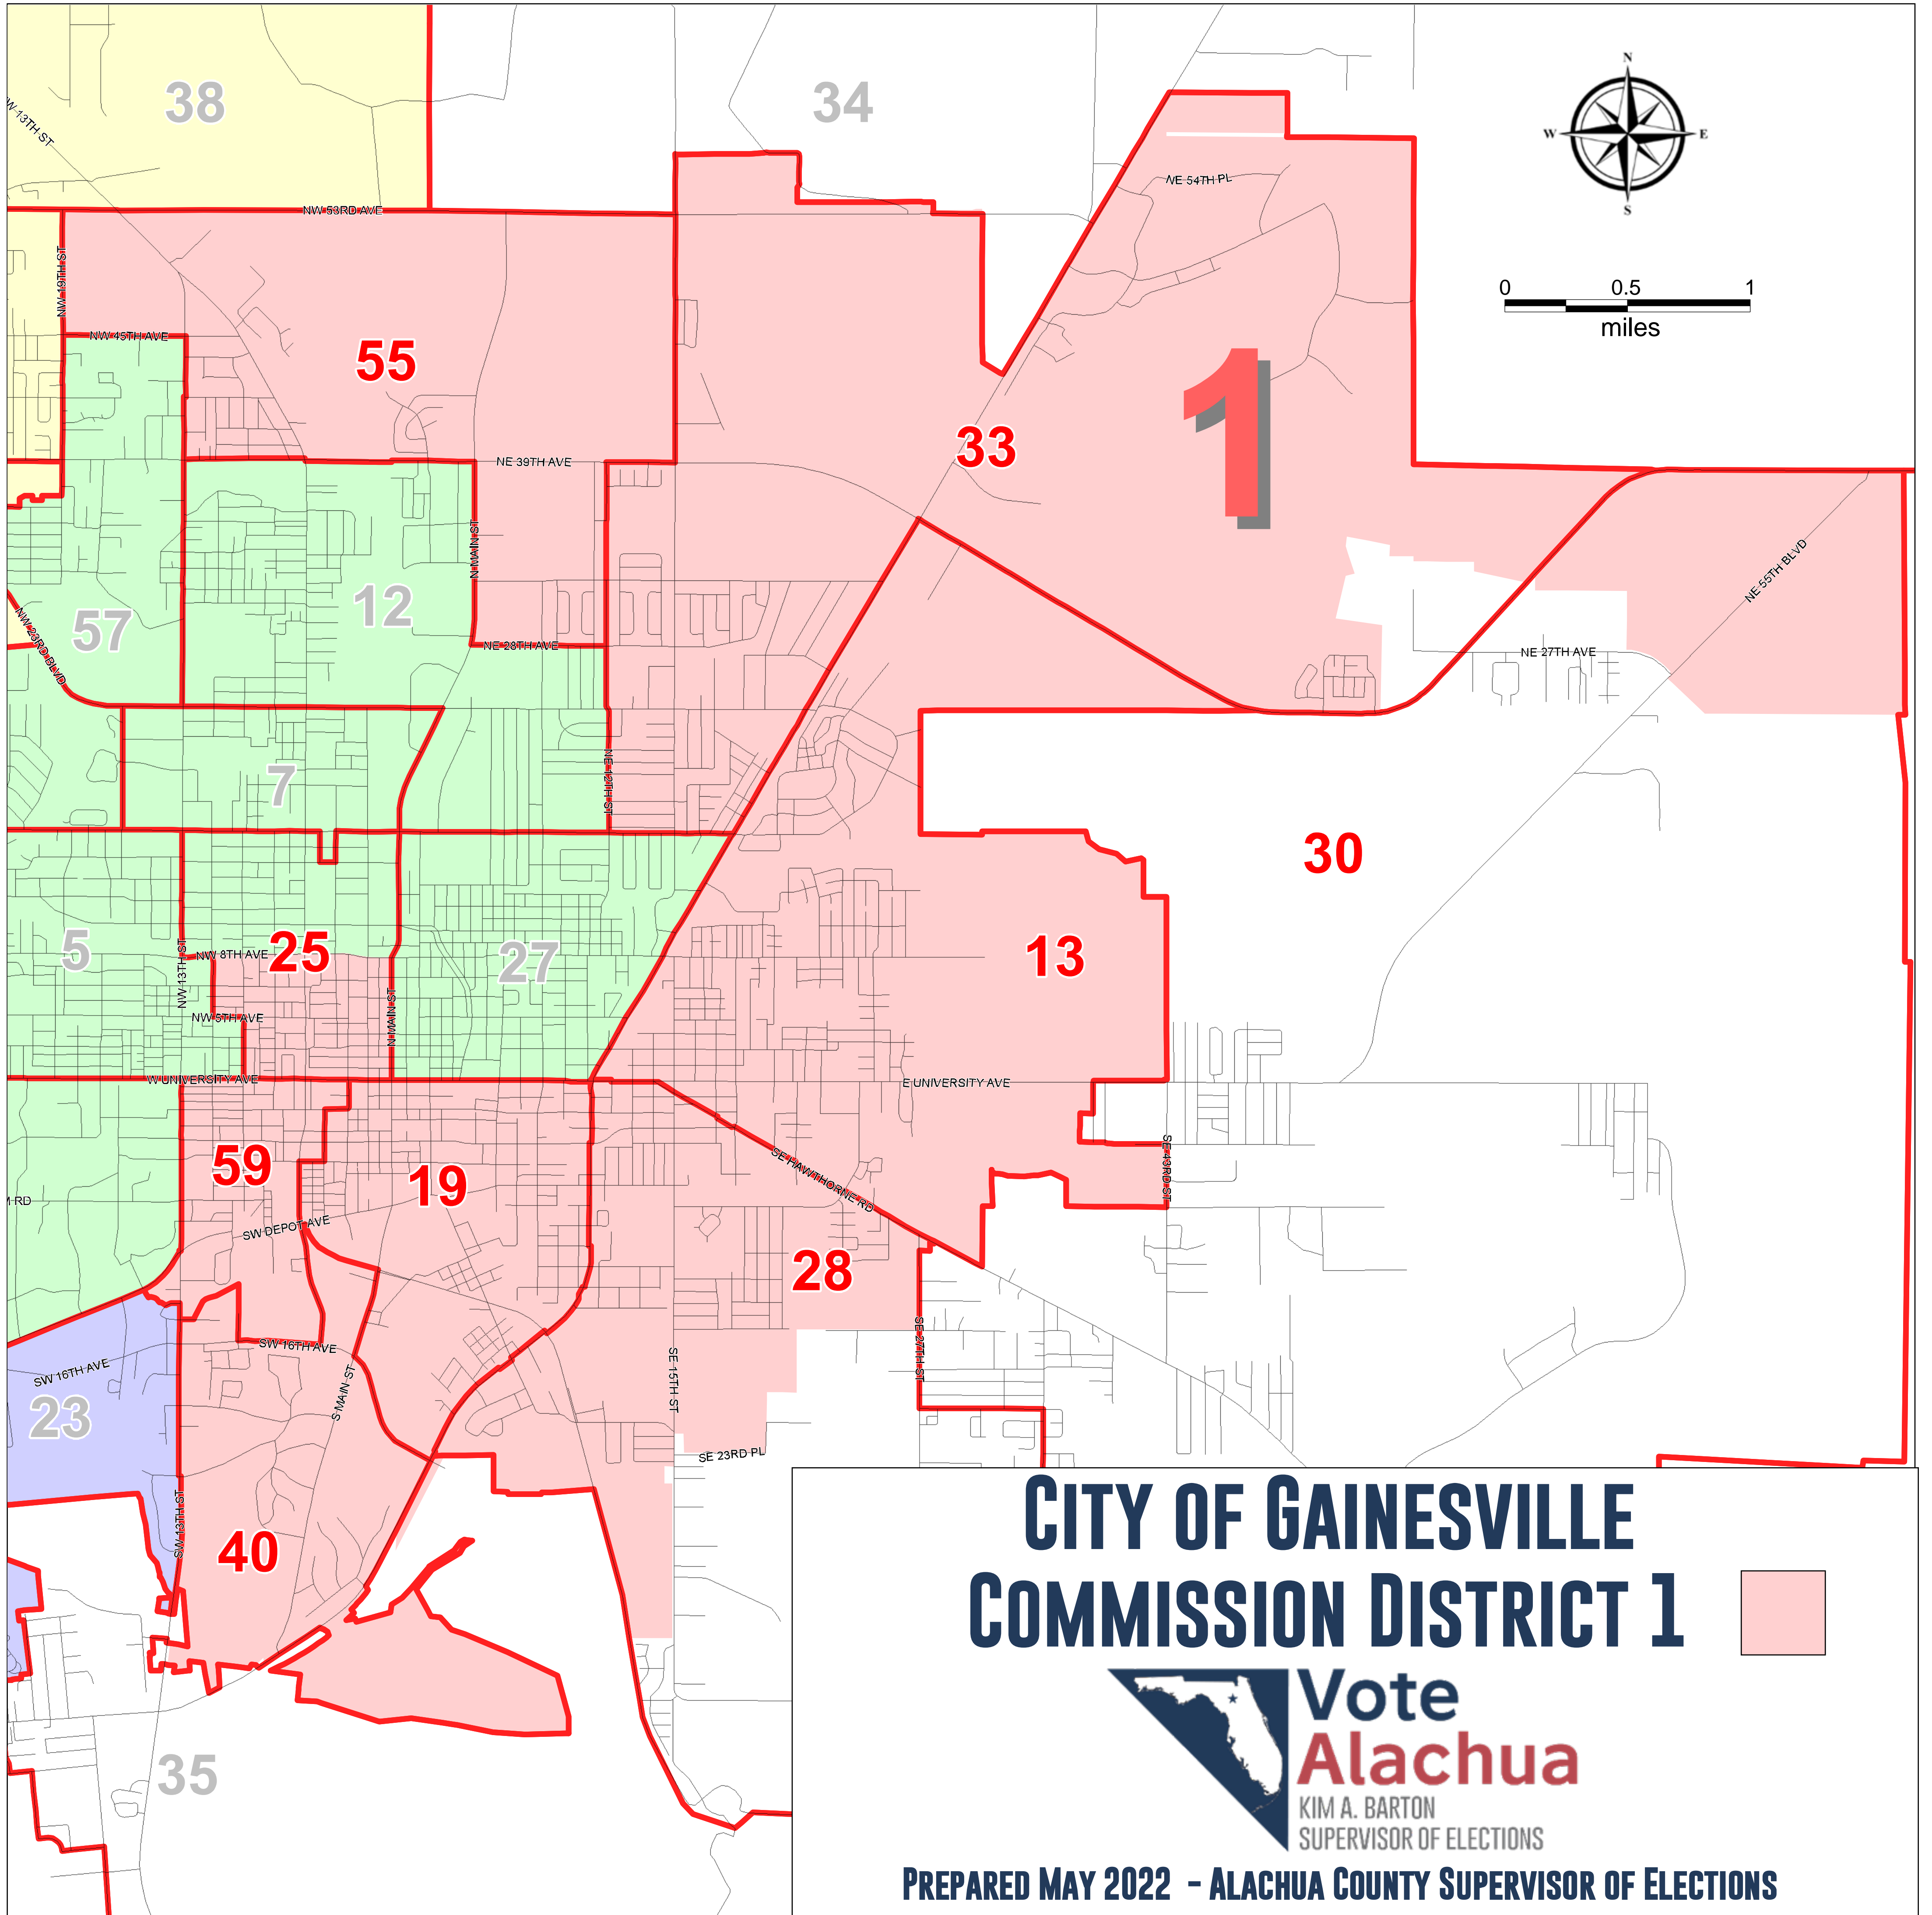 38
34
N
W
E
S
NW 13TH ST
NE 54TH PL
NW 53RD AVE
NW 19TH ST
0 0.5 1
miles
NW 45TH AVE
55
1
33
NE 39TH AVE
N MAIN ST
NE 55TH BLVD
12
57
NW 23RD BLVD
NE 28TH AVE
NE 27TH AVE
7
NE 12TH ST
30
5
NW 13TH ST
NW 8TH AVE
25
27
13
NW 5TH AVE
N MAIN ST
W UNIVERSITY AVE
E UNIVERSITY AVE
59
19
SE HAWTHORNE RD
SE 43RD ST
M RD
SW DEPOT AVE
28
SW 16TH AVE
SW 16TH AVE
S MAIN ST
SE 15TH ST
SE 27TH ST
23
SE 23RD PL
SW 13TH ST
40
35
CITY OF GAINESVILLE
COMMISSION DISTRICT 1
Vote
Alachua
KIM A. BARTON
SUPERVISOR OF ELECTIONS
PREPARED MAY 2022 - ALACHUA COUNTY SUPERVISOR OF ELECTIONS